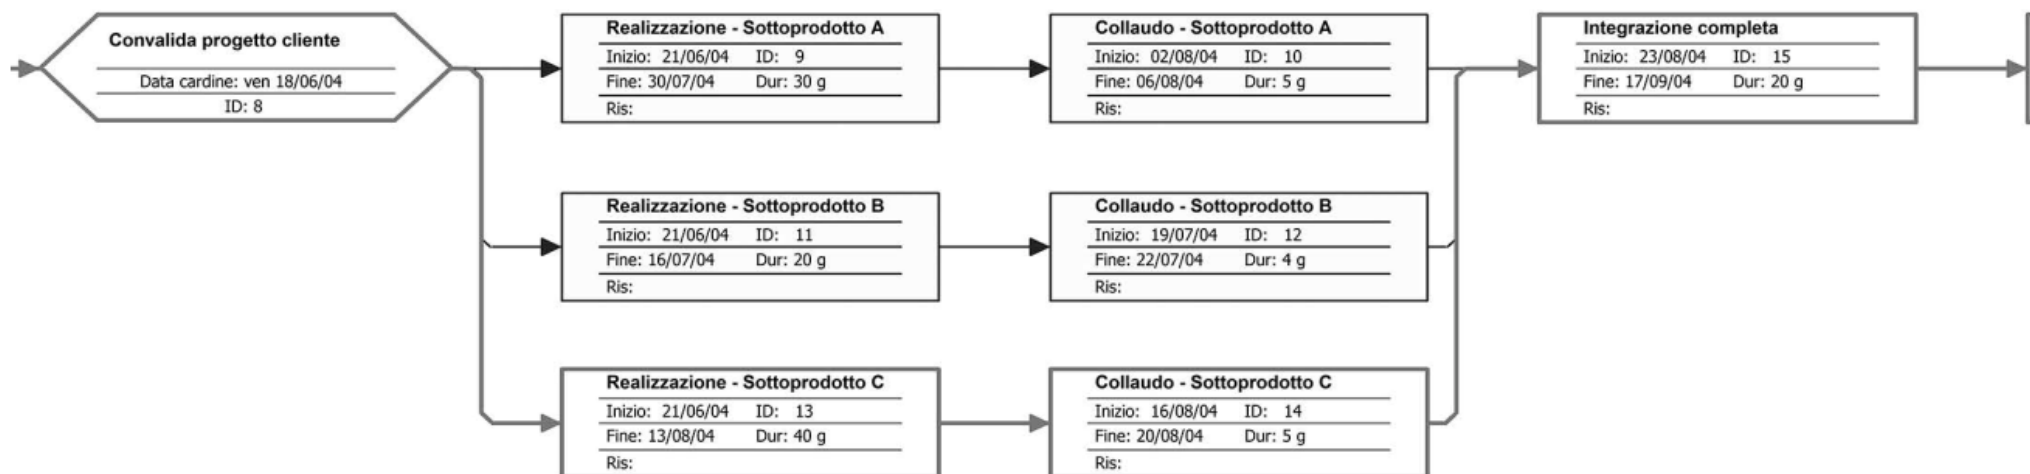 Convalida progetto cliente
Data cardine: ven 18/06/04
ID: 8
Realizzazione - Sottoprodotto A
Inizio: 21/06/04 ID: 9
Fine: 30/07/04 Dur: 30 g
Ris:
Collaudo - Sottoprodotto A
Inizio: 02/08/04 ID: 10
Fine: 06/08/04 Dur: 5 g
Ris:
Integrazione completa
Inizio: 23/08/04 ID: 15
Fine: 17/09/04 Dur: 20 g
Ris:
Realizzazione - Sottoprodotto B
Inizio: 21/06/04 ID: 11
Fine: 16/07/04 Dur: 20 g
Ris:
Collaudo - Sottoprodotto B
Inizio: 19/07/04 ID: 12
Fine: 22/07/04 Dur: 4 g
Ris:
Realizzazione - Sottoprodotto C
Inizio: 21/06/04 ID: 13
Fine: 13/08/04 Dur: 40 g
Ris:
Collaudo - Sottoprodotto C
Inizio: 16/08/04 ID: 14
Fine: 20/08/04 Dur: 5 g
Ris: